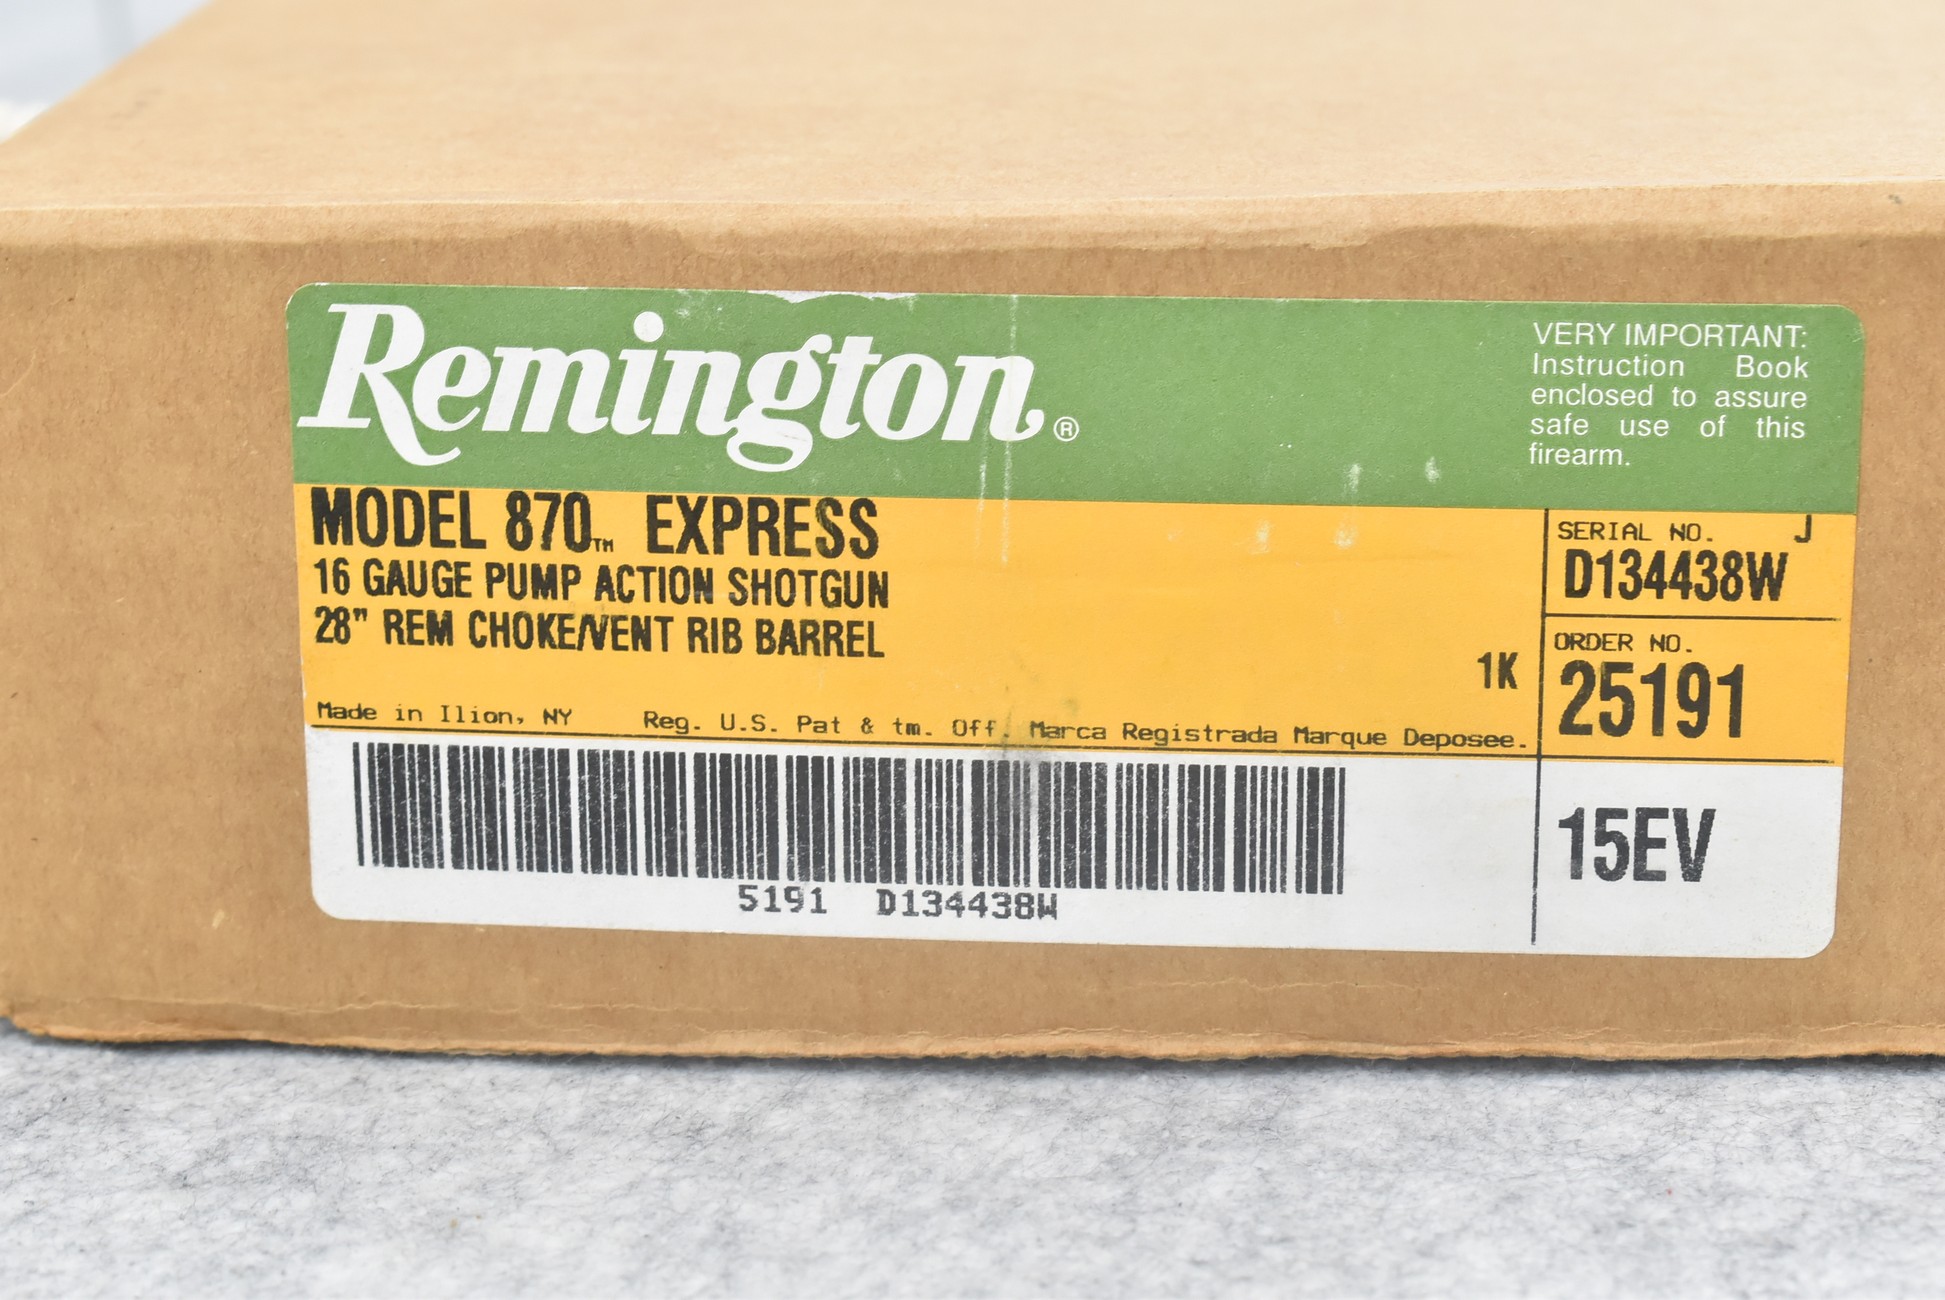 Remington®
VERY IMPORTANT:
Instruction Book
enclosed to assure
safe use of this
firearm.
MODEL 870™ EXPRESS
16 GAUGE PUMP ACTION SHOTGUN
28" REM CHOKE/VENT RIB BARREL
1K
Made in Ilion, NY Reg. U.S. Pat & tm. Off. Marca Registrada Marque Deposee.
SERIAL NO. J
D134438W
ORDER NO.
25191
15EV
5191 D134438W